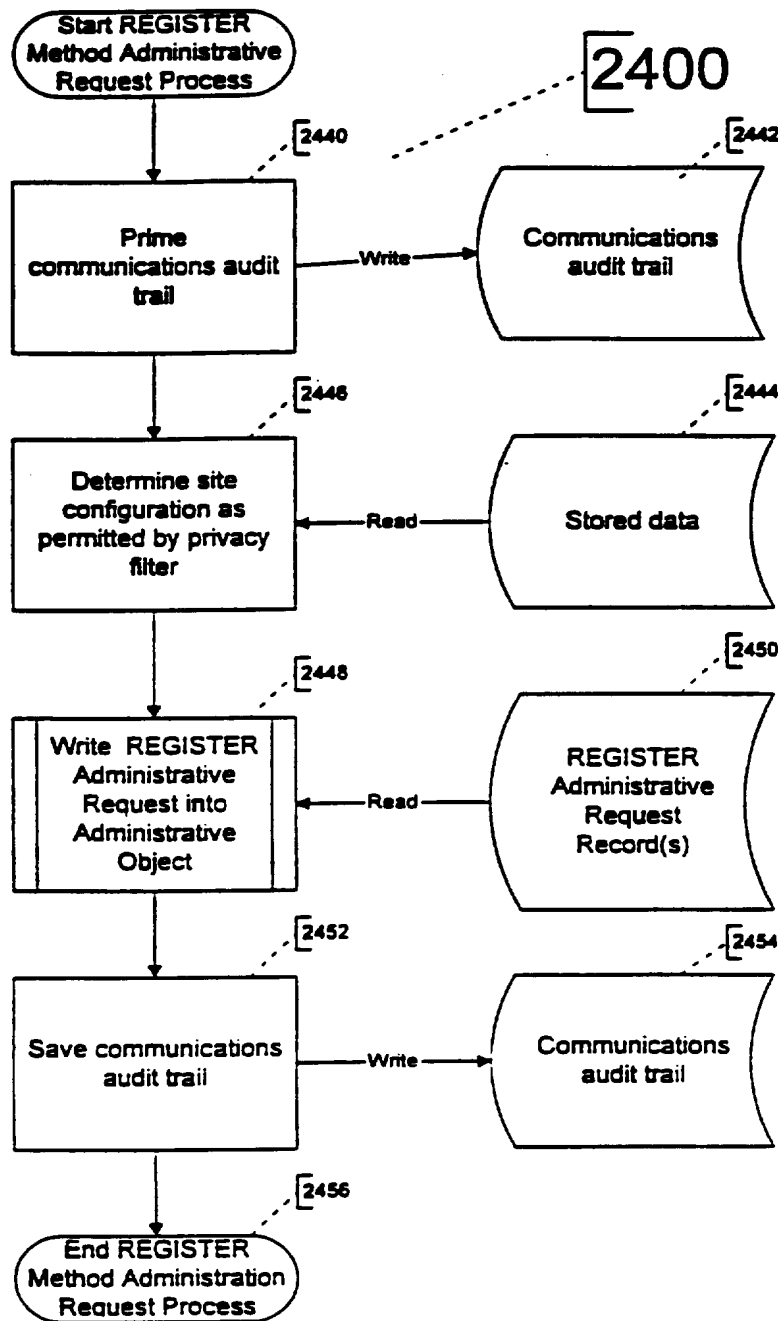 Start REGISTER
Method Administrative
Request Process
2400
2440
2442
Prime
communications audit
trail
Write
Communications
audit trail
2446
2444
Determine site
configuration as
permitted by privacy
filter
Read
Stored data
2448
2450
Write REGISTER
Administrative
Request into
Administrative
Object
Read
REGISTER
Administrative
Request
Record(s)
2452
2454
Save communications
audit trail
Write
Communications
audit trail
2456
End REGISTER
Method Administration
Request Process